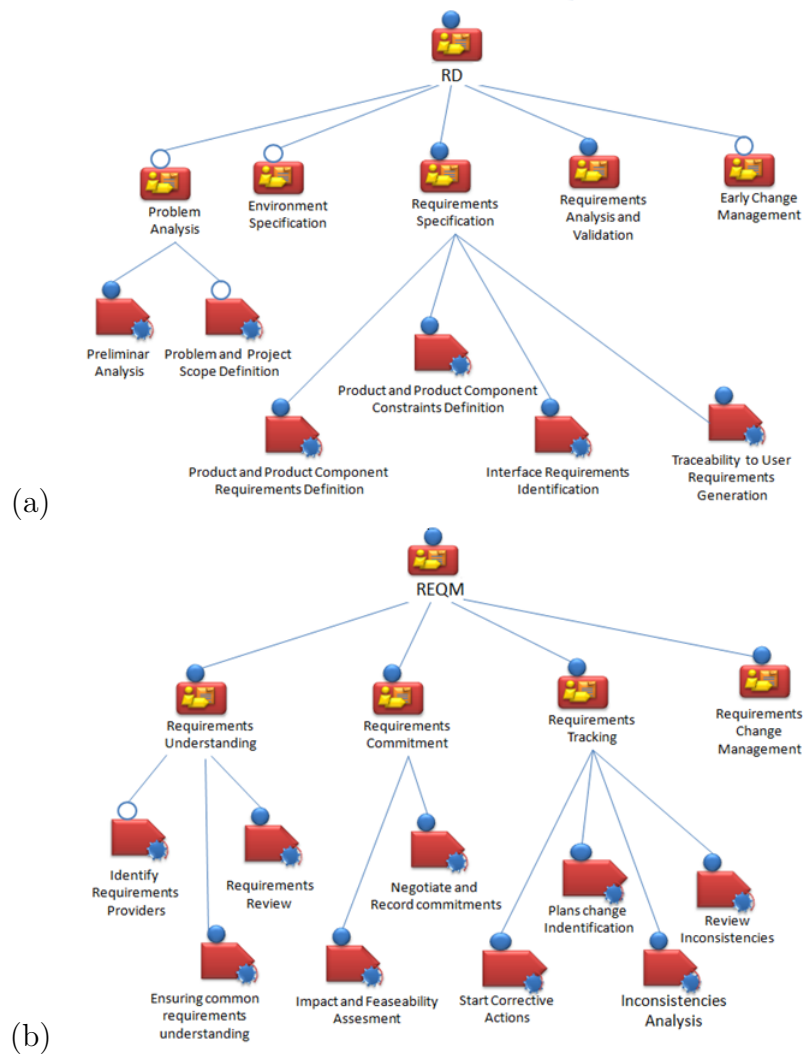 RD
Problem
Analysis
Environment
Specification
Requirements
Specification
Requirements
Analysis and
Validation
Early Change
Management
Preliminar
Analysis
Problem and Project
Scope Definition
Product and Product Component
Constraints Definition
Product and Product Component
Requirements Definition
Interface Requirements
Identification
Traceability to User
Requirements
Generation
(a)
REQM
Requirements
Understanding
Requirements
Commitment
Requirements
Tracking
Requirements
Change
Management
Identify
Requirements
Providers
Requirements
Review
Negotiate and
Record commitments
Plans change
Indentification
Review
Inconsistencies
Ensuring common
requirements
understanding
Impact and Feaseability
Assesment
Start Corrective
Actions
Inconsistencies
Analysis
(b)